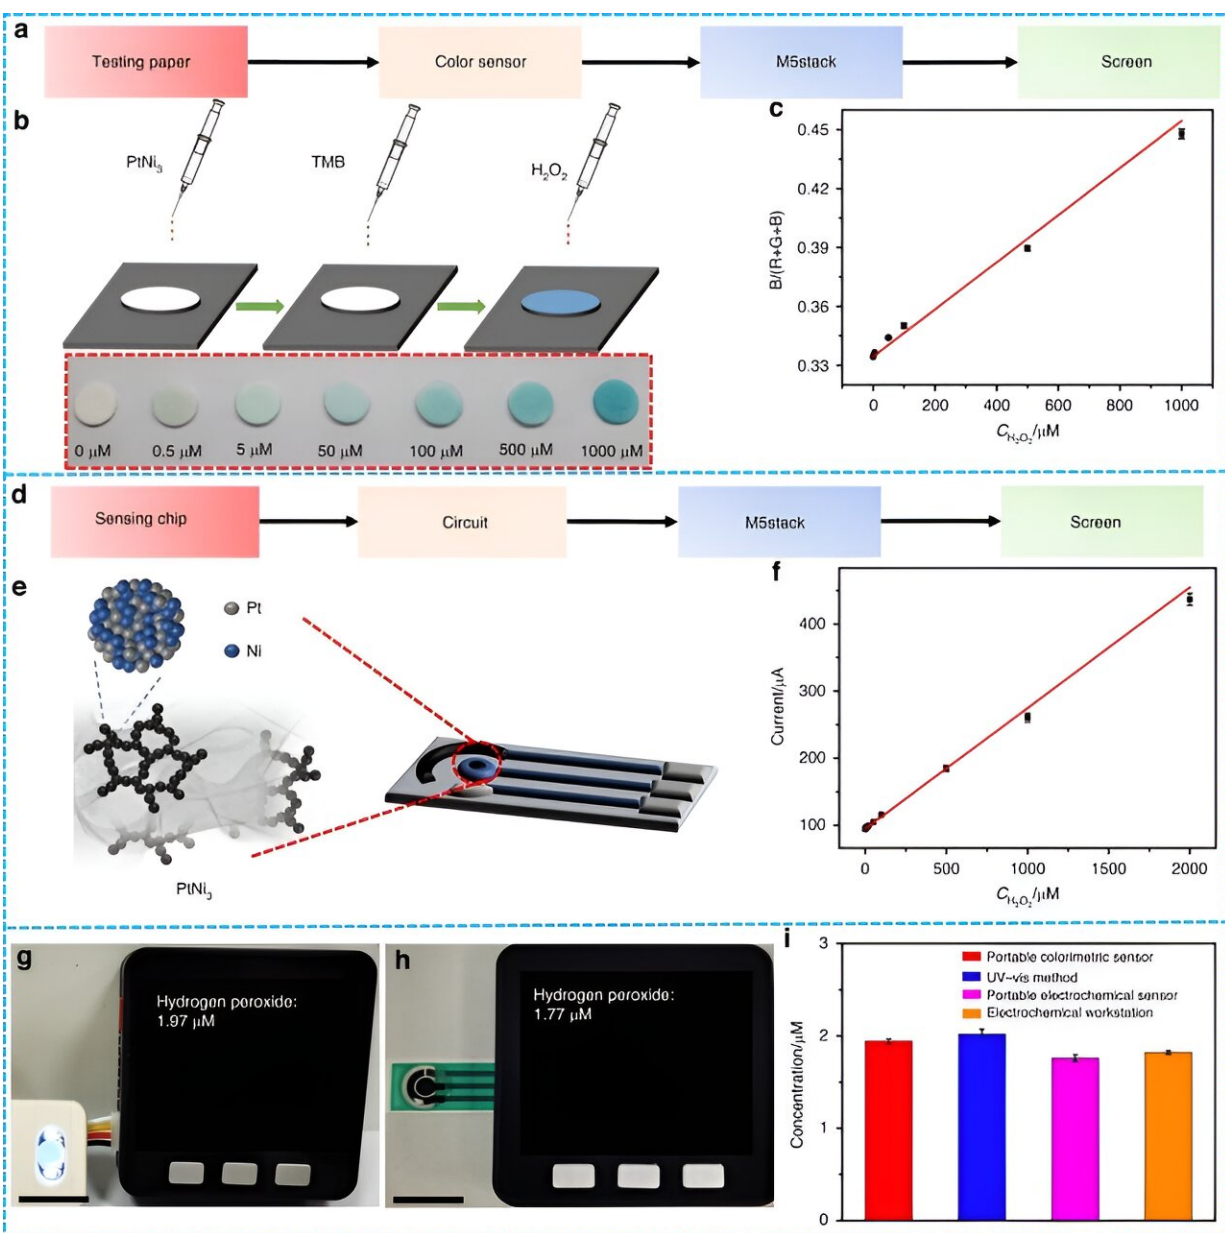 a
Testing paper
Color sensor
M5stack
Screen
b
PtNi₃
TMB
H₂O₂
0 μM
0.5 μM
5 μM
50 μM
100 μM
500 μM
1000 μM
c
0.45
0.42
0.39
0.36
0.33
B/(R+G+B)
0
200
400
600
800
1000
C_H₂O₂/μM
d
Sensing chip
Circuit
M5stack
Screen
e
Pt
Ni
PtNi₃
f
400
300
200
100
Current/μA
0
500
1000
1500
2000
C_H₂O₂/μM
g
Hydrogen peroxide:
1.97 μM
h
Hydrogen peroxide:
1.77 μM
i
3
2
1
0
Concentration/μM
Portable colorimetric sensor
UV–vis method
Portable electrochemical sensor
Electrochemical workstation